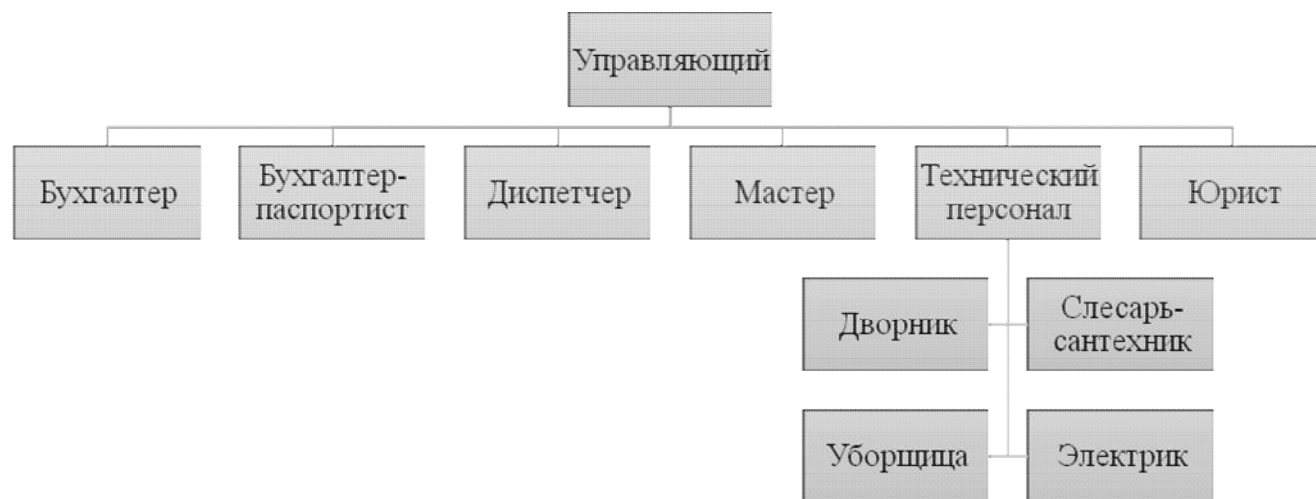 Управляющий
Бухгалтер
Бухгалтер-
паспортист
Диспетчер
Мастер
Технический
персонал
Юрист
Дворник
Слесарь-
сантехник
Уборщица
Электрик